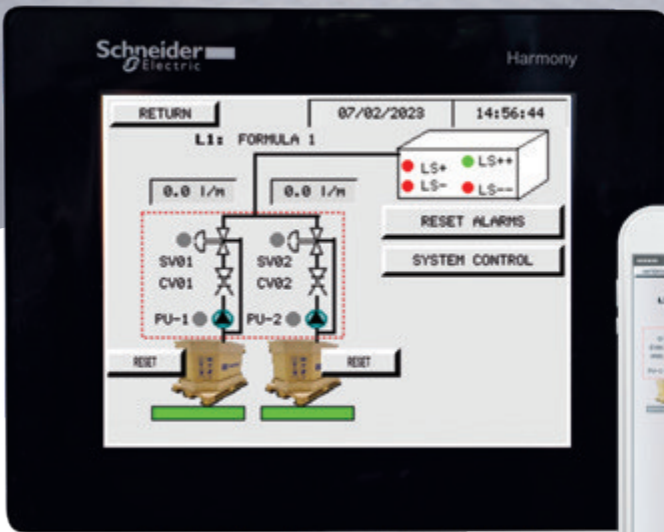 Schneider Electric
Harmony
RETURN
07/02/2023
14:56:44
L1: FORMULA 1
LS+
LS++
LS-
LS--
0.0 l/m
0.0 l/m
RESET ALARMS
SYSTEM CONTROL
SV01
SV02
CV01
CV02
PU-1
PU-2
RESET
RESET